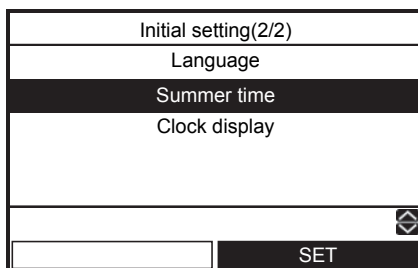 Initial setting(2/2)
Language
Summer time
Clock display
SET